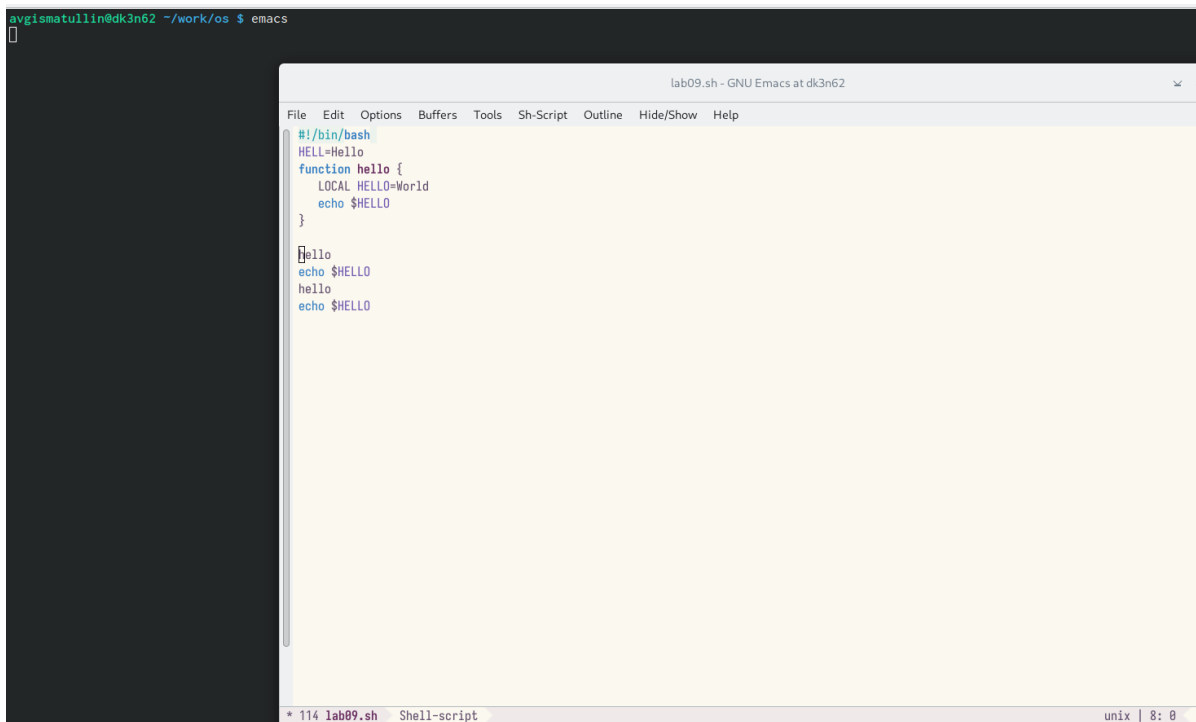 avgismatullin@dk3n62 ~/work/os $ emacs
lab09.sh - GNU Emacs at dk3n62
File Edit Options Buffers Tools Sh-Script Outline Hide/Show Help
#!/bin/bash
HELL=Hello
function hello {
   LOCAL HELLO=World
   echo $HELLO
}
hello
echo $HELLO
hello
echo $HELLO
* 114 lab09.sh Shell-script unix | 8: 0